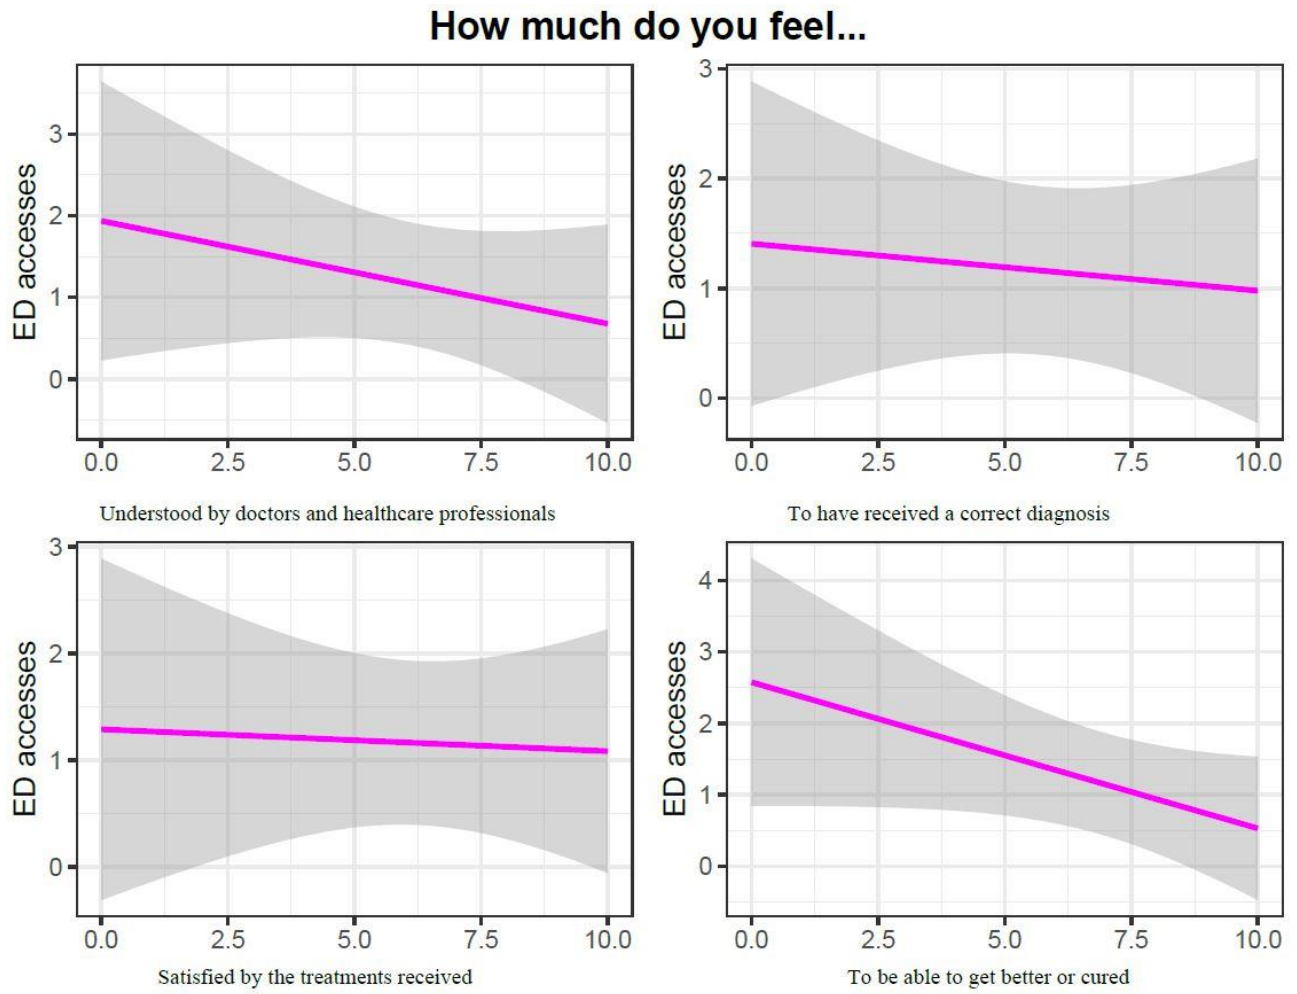 How much do you feel...
ED accesses
3
2
1
0
0.0 2.5 5.0 7.5 10.0
Understood by doctors and healthcare professionals
ED accesses
3
2
1
0
0.0 2.5 5.0 7.5 10.0
To have received a correct diagnosis
ED accesses
3
2
1
0
0.0 2.5 5.0 7.5 10.0
Satisfied by the treatments received
ED accesses
4
3
2
1
0
0.0 2.5 5.0 7.5 10.0
To be able to get better or cured